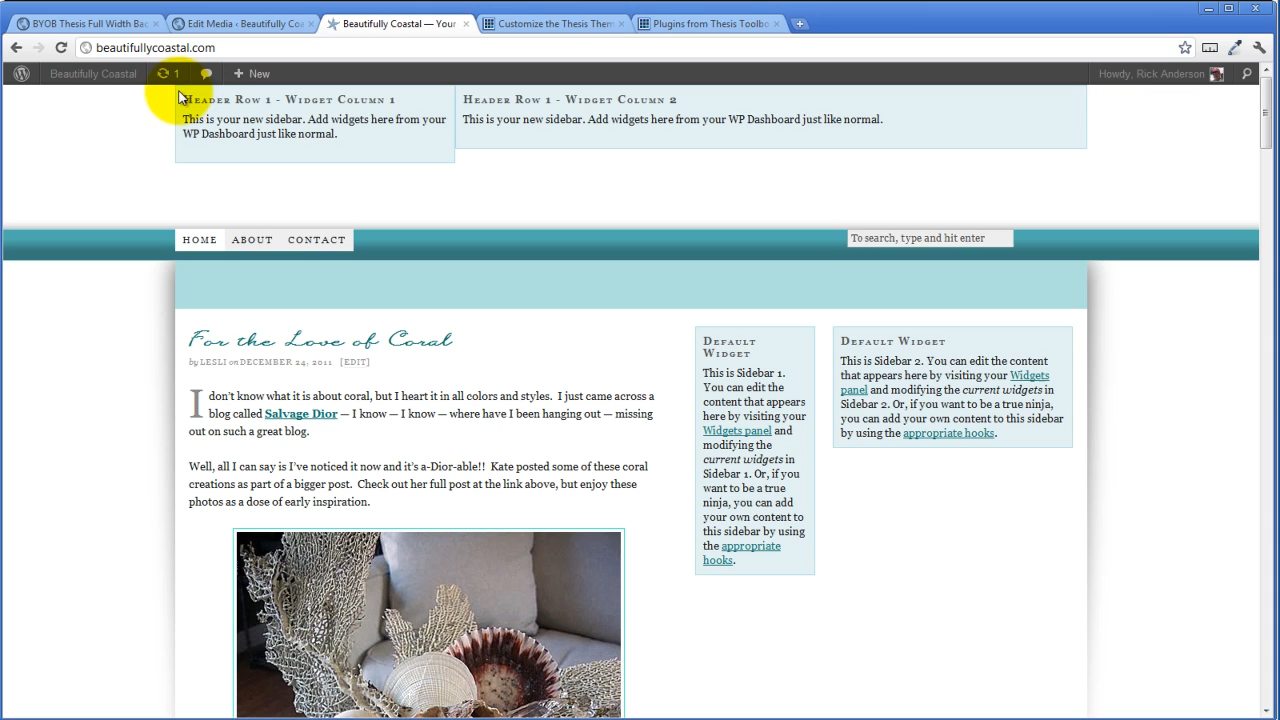 BYOB Thesis Full Width Bac
Edit Media ‹ Beautifully Coa
Beautifully Coastal — Your
Customize the Thesis Them
Plugins from Thesis Toolbo
beautifullycoastal.com
Beautifully Coastal
1
New
Howdy, Rick Anderson
Header Row 1 - Widget Column 1
This is your new sidebar. Add widgets here from your
WP Dashboard just like normal.
Header Row 1 - Widget Column 2
This is your new sidebar. Add widgets here from your WP Dashboard just like normal.
HOME
ABOUT
CONTACT
To search, type and hit enter
For the Love of Coral
by LESLI on DECEMBER 24, 2011 [EDIT]
I don't know what it is about coral, but I heart it in all colors and styles. I just came across a
blog called Salvage Dior — I know — I know — where have I been hanging out — missing
out on such a great blog.
Well, all I can say is I've noticed it now and it's a-Dior-able!! Kate posted some of these coral
creations as part of a bigger post. Check out her full post at the link above, but enjoy these
photos as a dose of early inspiration.
Default
Widget
This is Sidebar 1.
You can edit the
content that appears
here by visiting your
Widgets panel and
modifying the
current widgets in
Sidebar 1. Or, if you
want to be a true
ninja, you can add
your own content to
this sidebar by using
the appropriate
hooks.
Default Widget
This is Sidebar 2. You can edit the content
that appears here by visiting your Widgets
panel and modifying the current widgets in
Sidebar 2. Or, if you want to be a true ninja,
you can add your own content to this sidebar
by using the appropriate hooks.